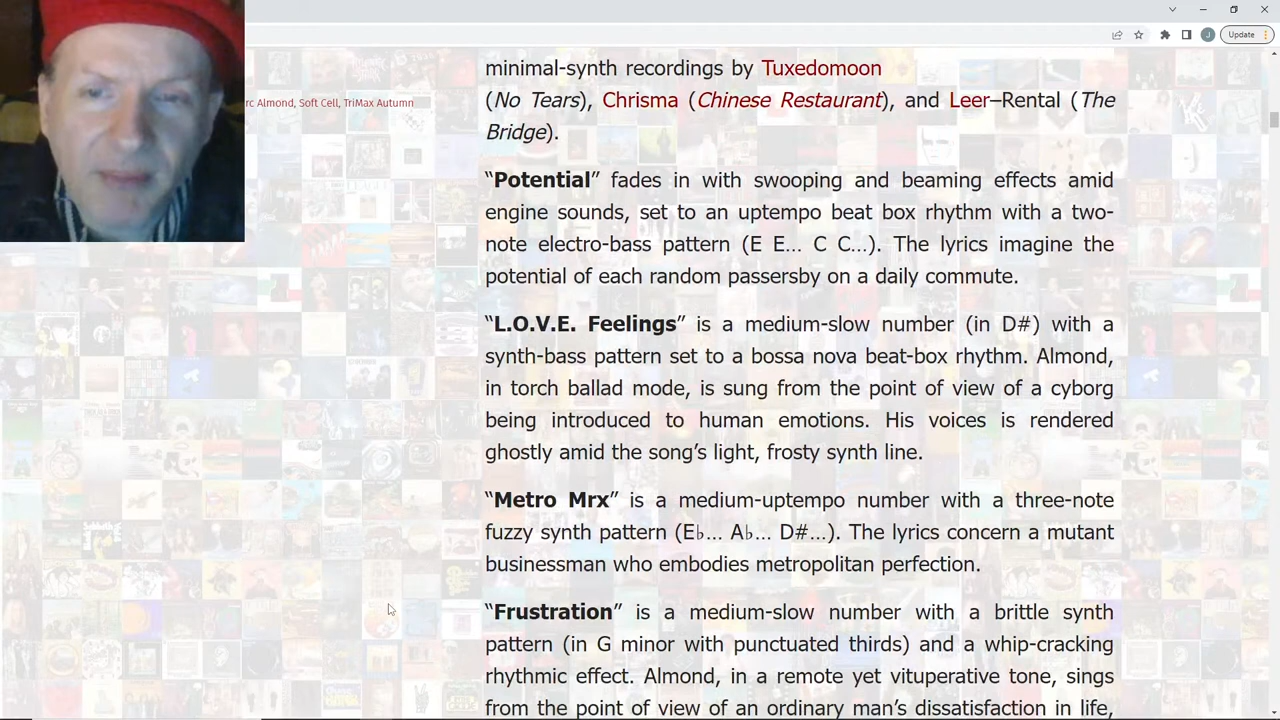 Update
minimal-synth recordings by Tuxedomoon
rc Almond, Soft Cell, TriMax Autumn
(No Tears), Chrisma (Chinese Restaurant), and Leer–Rental (The
Bridge).
“Potential” fades in with swooping and beaming effects amid
engine sounds, set to an uptempo beat box rhythm with a two-
note electro-bass pattern (E E… C C…). The lyrics imagine the
potential of each random passersby on a daily commute.
“L.O.V.E. Feelings” is a medium-slow number (in D#) with a
synth-bass pattern set to a bossa nova beat-box rhythm. Almond,
in torch ballad mode, is sung from the point of view of a cyborg
being introduced to human emotions. His voices is rendered
ghostly amid the song’s light, frosty synth line.
“Metro Mrx” is a medium-uptempo number with a three-note
fuzzy synth pattern (E♭… A♭… D#…). The lyrics concern a mutant
businessman who embodies metropolitan perfection.
“Frustration” is a medium-slow number with a brittle synth
pattern (in G minor with punctuated thirds) and a whip-cracking
rhythmic effect. Almond, in a remote yet vituperative tone, sings
from the point of view of an ordinary man’s dissatisfaction in life,